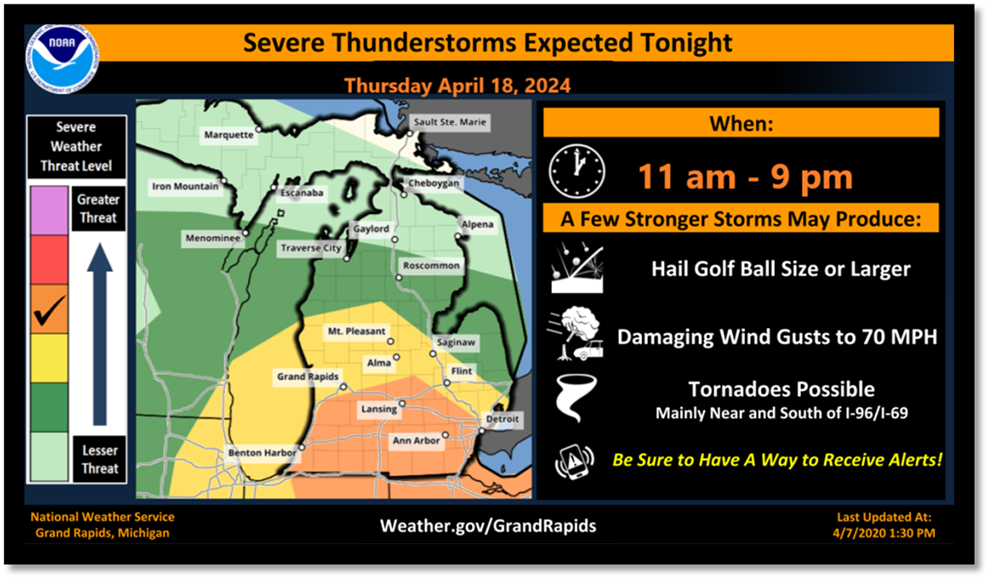 NOAA
Severe Thunderstorms Expected Tonight
Thursday April 18, 2024
Severe
Weather
Threat Level
Greater
Threat
Lesser
Threat
Marquette
Sault Ste. Marie
Iron Mountain
Escanaba
Cheboygan
Menominee
Gaylord
Alpena
Traverse City
Roscommon
Mt. Pleasant
Saginaw
Alma
Grand Rapids
Flint
Lansing
Detroit
Ann Arbor
Benton Harbor
When:
11 am - 9 pm
A Few Stronger Storms May Produce:
Hail Golf Ball Size or Larger
Damaging Wind Gusts to 70 MPH
Tornadoes Possible
Mainly Near and South of I-96/I-69
Be Sure to Have A Way to Receive Alerts!
National Weather Service
Grand Rapids, Michigan
Weather.gov/GrandRapids
Last Updated At:
4/7/2020 1:30 PM